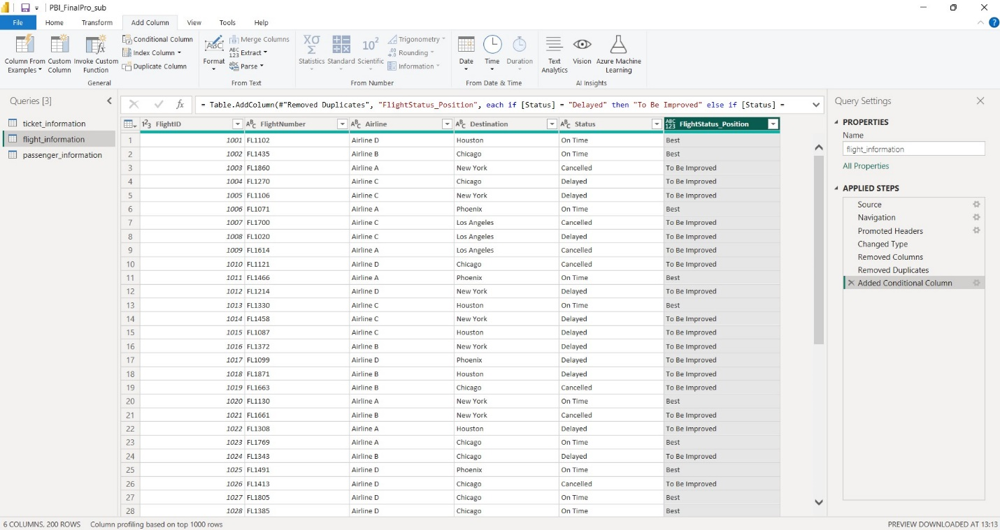 PBI_FinalPro_sub
File Home Transform Add Column View Tools Help
Column From Examples
Custom Column
Invoke Custom Function
Conditional Column
Index Column
Duplicate Column
General
ABC Format
Merge Columns
ABC 123 Extract
abc Parse
From Text
XO Σ Statistics
Standard
10² Scientific
Trigonometry
.00 Rounding
Information
From Number
Date
Time
Duration
From Date & Time
Text Analytics
Vision
Azure Machine Learning
AI Insights
Queries [3]
ticket_information
flight_information
passenger_information
fx = Table.AddColumn(#"Removed Duplicates", "FlightStatus_Position", each if [Status] = "Delayed" then "To Be Improved" else if [Status] =
1²3 FlightID ABC FlightNumber ABC Airline ABC Destination ABC Status ABC 123 FlightStatus_Position
1 1001 FL1102 Airline D Houston On Time Best
2 1002 FL1435 Airline B Chicago On Time Best
3 1003 FL1860 Airline A New York Cancelled To Be Improved
4 1004 FL1270 Airline C Chicago Delayed To Be Improved
5 1005 FL1106 Airline C New York Delayed To Be Improved
6 1006 FL1071 Airline A Phoenix On Time Best
7 1007 FL1700 Airline C Los Angeles Cancelled To Be Improved
8 1008 FL1020 Airline C Los Angeles Delayed To Be Improved
9 1009 FL1614 Airline A Los Angeles Cancelled To Be Improved
10 1010 FL1121 Airline D Chicago Cancelled To Be Improved
11 1011 FL1466 Airline A Phoenix On Time Best
12 1012 FL1214 Airline D New York Delayed To Be Improved
13 1013 FL1330 Airline C Houston On Time Best
14 1014 FL1458 Airline C New York Delayed To Be Improved
15 1015 FL1087 Airline C Houston Delayed To Be Improved
16 1016 FL1372 Airline B New York Delayed To Be Improved
17 1017 FL1099 Airline D Phoenix Delayed To Be Improved
18 1018 FL1871 Airline B Houston Delayed To Be Improved
19 1019 FL1663 Airline B Chicago Cancelled To Be Improved
20 1020 FL1130 Airline A New York On Time Best
21 1021 FL1661 Airline B New York Cancelled To Be Improved
22 1022 FL1308 Airline A Houston Delayed To Be Improved
23 1023 FL1769 Airline A Chicago On Time Best
24 1024 FL1343 Airline B Chicago Delayed To Be Improved
25 1025 FL1491 Airline D Phoenix On Time Best
26 1026 FL1413 Airline D Chicago Cancelled To Be Improved
27 1027 FL1805 Airline D Chicago On Time Best
28 1028 FL1385 Airline D Chicago On Time Best
Query Settings
PROPERTIES
Name
flight_information
All Properties
APPLIED STEPS
Source
Navigation
Promoted Headers
Changed Type
Removed Columns
Removed Duplicates
Added Conditional Column
6 COLUMNS, 200 ROWS Column profiling based on top 1000 rows
PREVIEW DOWNLOADED AT 13:13